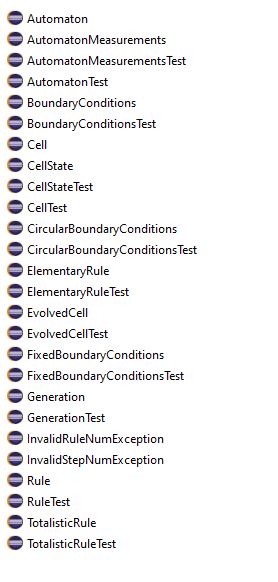 Automaton
AutomatonMeasurements
AutomatonMeasurementsTest
AutomatonTest
BoundaryConditions
BoundaryConditionsTest
Cell
CellState
CellStateTest
CellTest
CircularBoundaryConditions
CircularBoundaryConditionsTest
ElementaryRule
ElementaryRuleTest
EvolvedCell
EvolvedCellTest
FixedBoundaryConditions
FixedBoundaryConditionsTest
Generation
GenerationTest
InvalidRuleNumException
InvalidStepNumException
Rule
RuleTest
TotalisticRule
TotalisticRuleTest